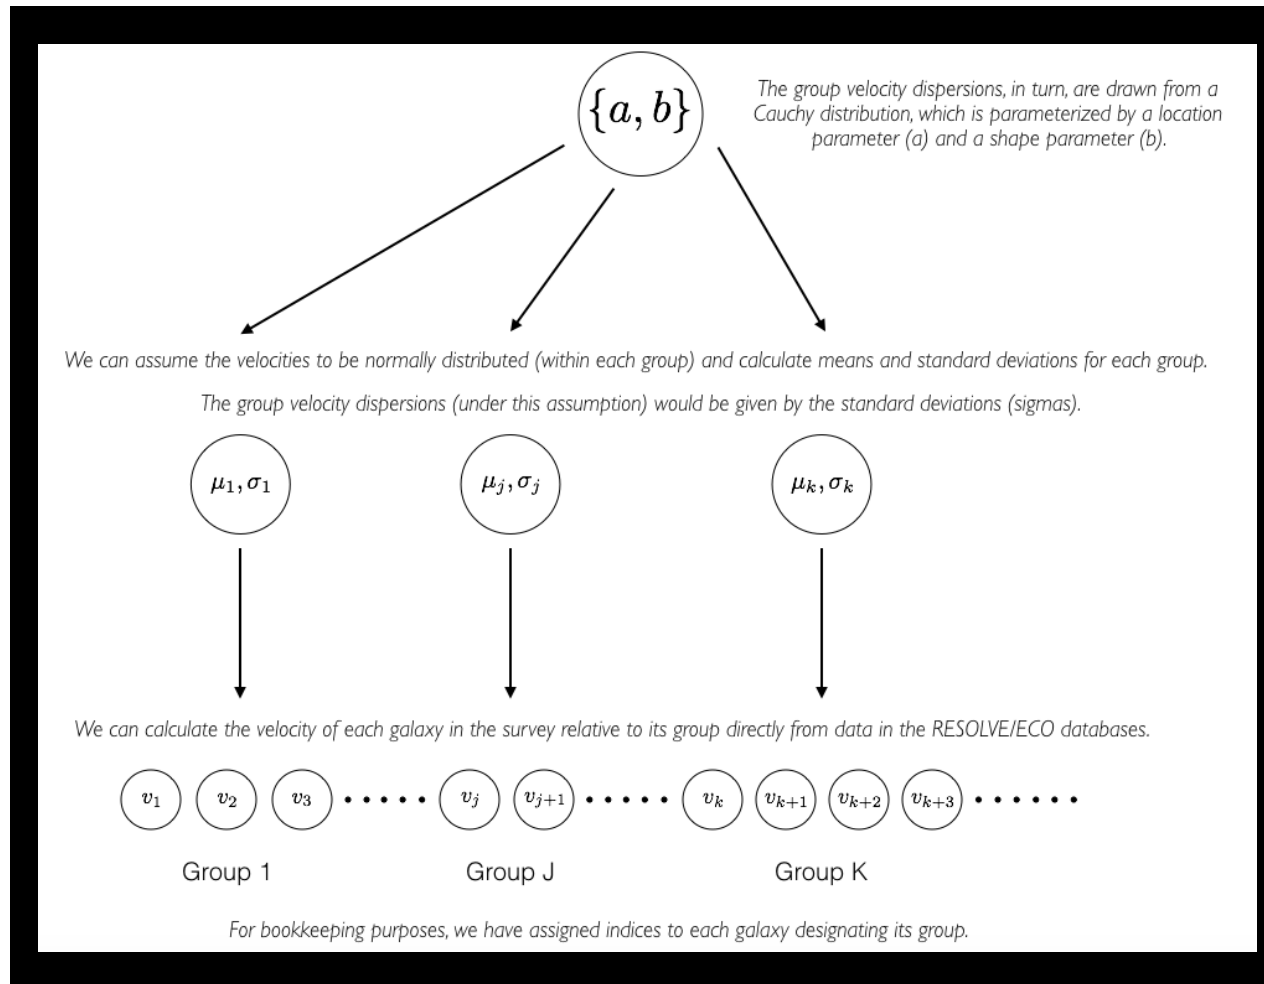 {a, b}
The group velocity dispersions, in turn, are drawn from a
Cauchy distribution, which is parameterized by a location
parameter (a) and a shape parameter (b).
We can assume the velocities to be normally distributed (within each group) and calculate means and standard deviations for each group.
The group velocity dispersions (under this assumption) would be given by the standard deviations (sigmas).
μ₁, σ₁ μⱼ, σⱼ μₖ, σₖ
We can calculate the velocity of each galaxy in the survey relative to its group directly from data in the RESOLVE/ECO databases.
v₁ v₂ v₃ ..... vⱼ vⱼ₊₁ ..... vₖ vₖ₊₁ vₖ₊₂ vₖ₊₃ ......
Group 1 Group J Group K
For bookkeeping purposes, we have assigned indices to each galaxy designating its group.